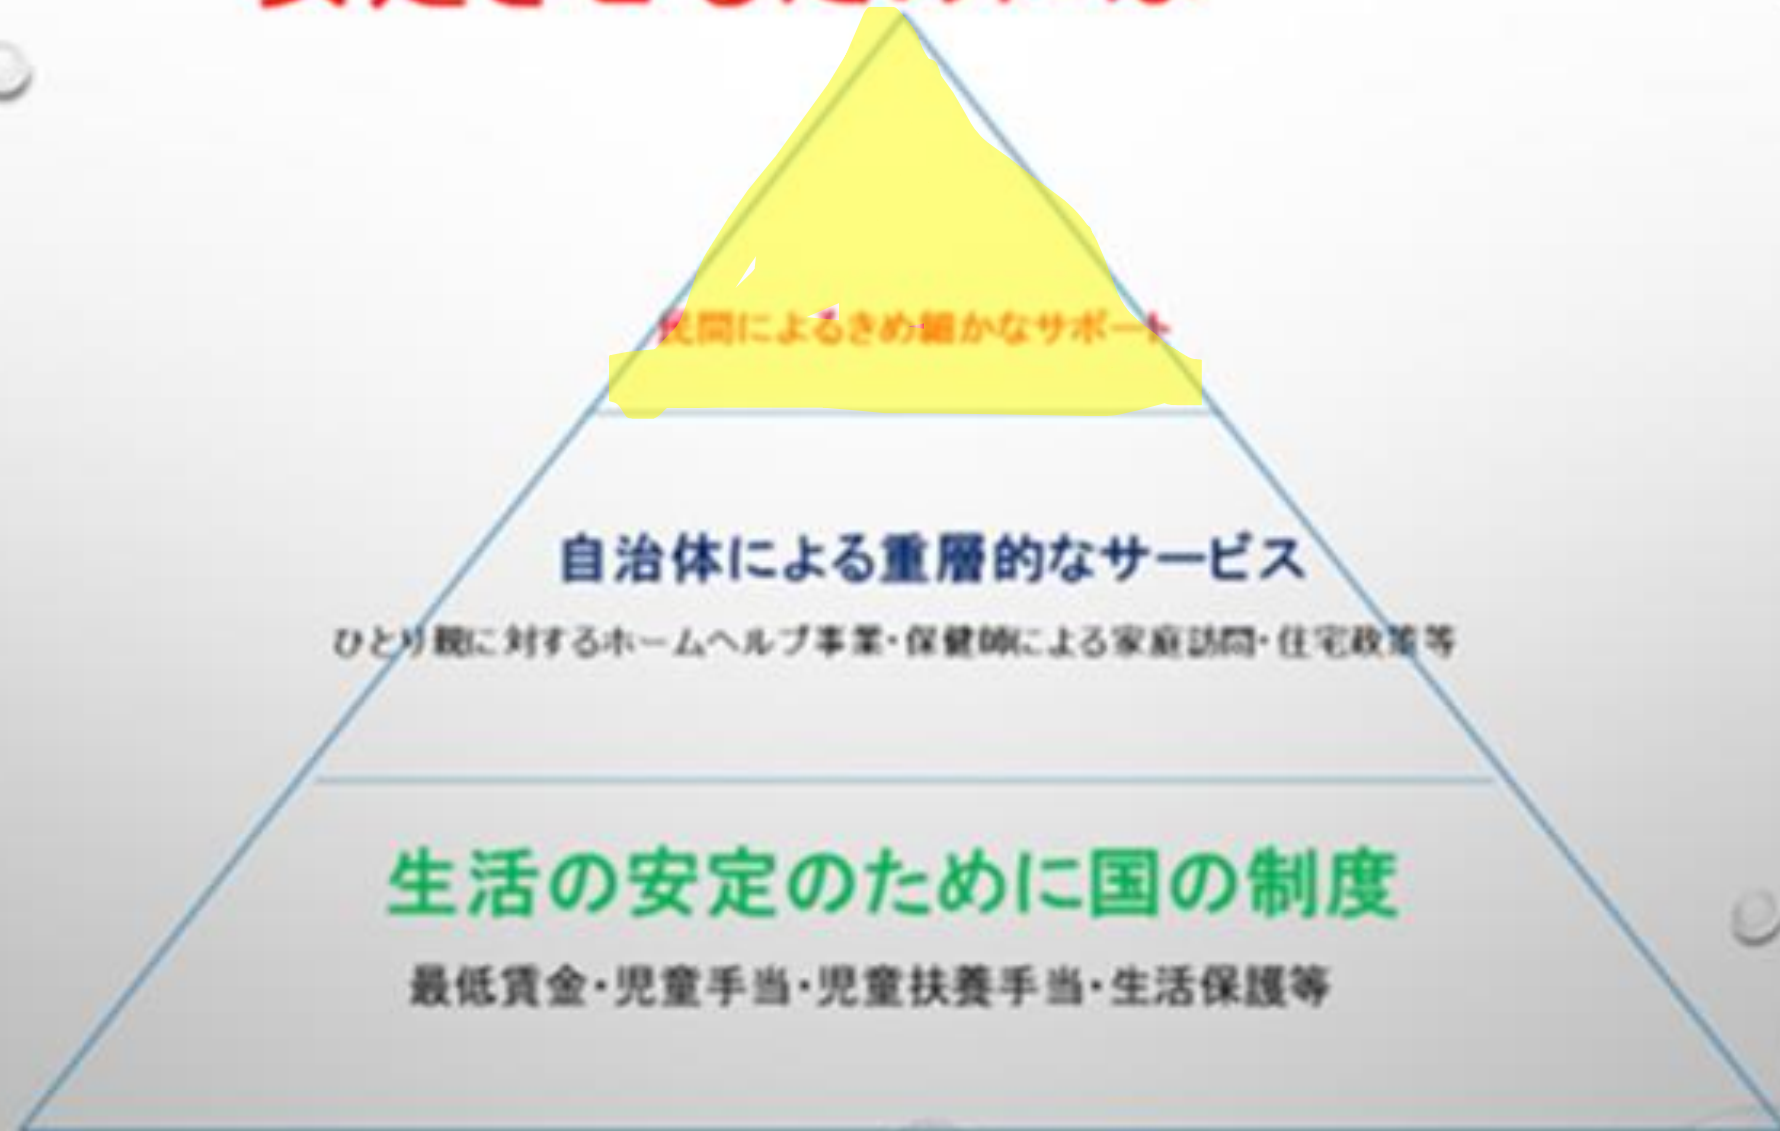 民間によるきめ細かなサポート
自治体による重層的なサービス
ひとり親に対するホームヘルプ事業・保健師による家庭訪問・住宅政策等
生活の安定のために国の制度
最低賃金・児童手当・児童扶養手当・生活保護等